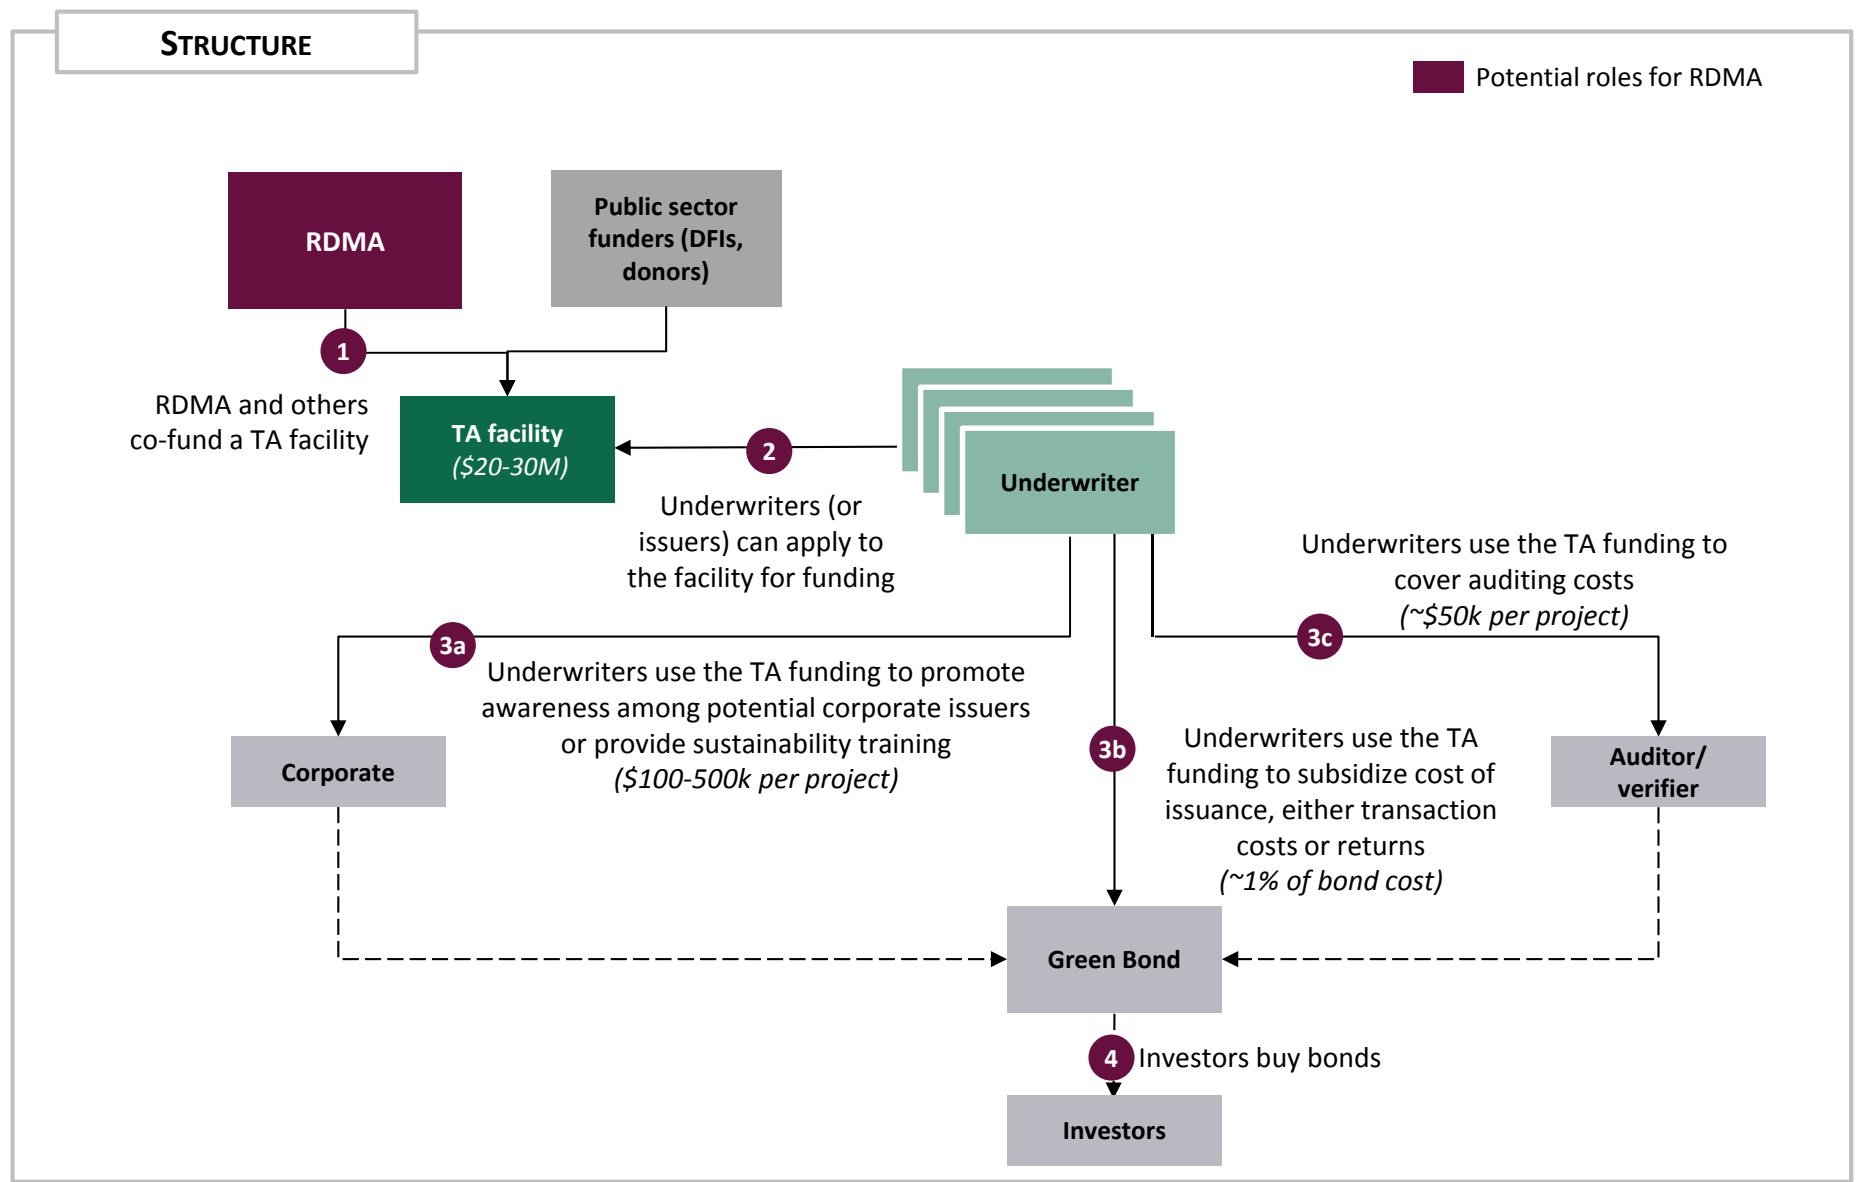 STRUCTURE
Potential roles for RDMA
RDMA
Public sector
funders (DFIs,
donors)
1
RDMA and others
co-fund a TA facility
TA facility
($20-30M)
2
Underwriters (or
issuers) can apply to
the facility for funding
Underwriter
Underwriters use the TA funding to
cover auditing costs
(~$50k per project)
3a
3c
Underwriters use the TA funding to promote
awareness among potential corporate issuers
or provide sustainability training
($100-500k per project)
3b
Underwriters use the TA
funding to subsidize cost of
issuance, either transaction
costs or returns
(~1% of bond cost)
Corporate
Auditor/
verifier
Green Bond
4
Investors buy bonds
Investors